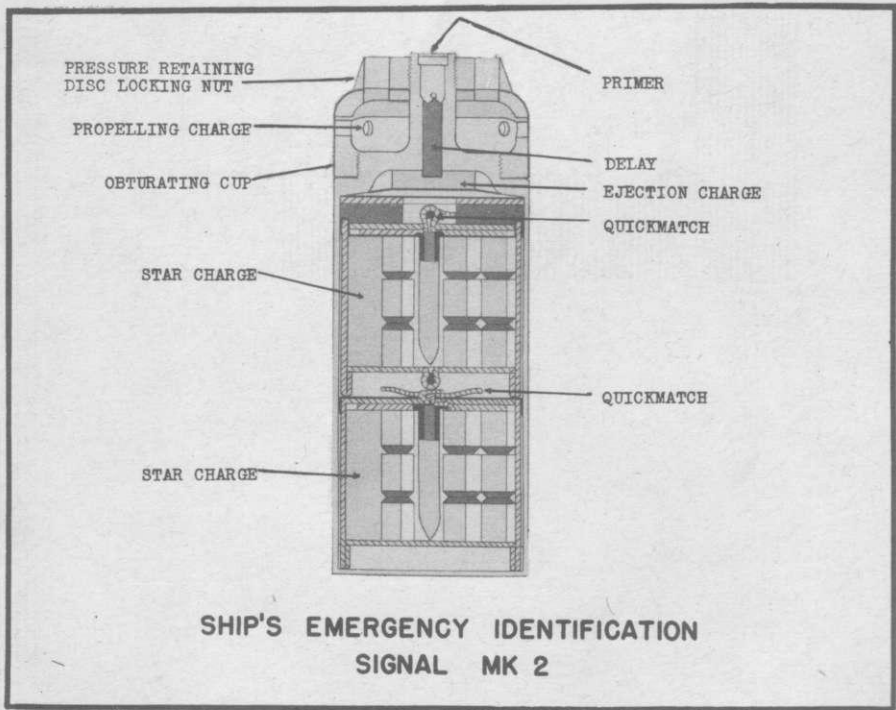 PRESSURE RETAINING
DISC LOCKING NUT
PROPELLING CHARGE
OBTURATING CUP
STAR CHARGE
STAR CHARGE
PRIMER
DELAY
EJECTION CHARGE
QUICKMATCH
QUICKMATCH
SHIP'S EMERGENCY IDENTIFICATION
SIGNAL MK 2